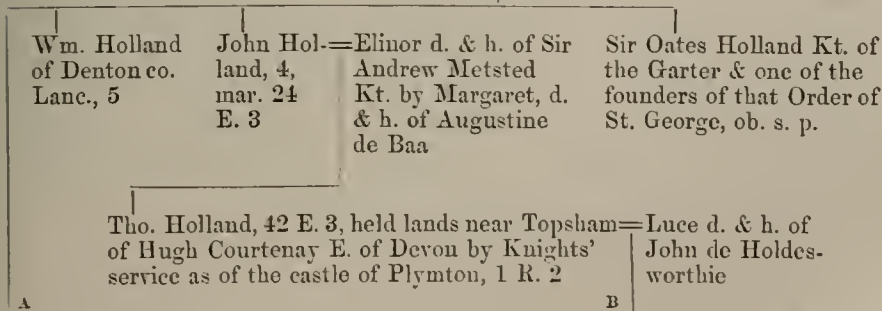 Wm. Holland
of Denton co.
Lanc., 5
John Hol-
land, 4,
mar. 24
E. 3
=Elinor d. & h. of Sir
Andrew Metsted
Kt. by Margaret, d.
& h. of Augustine
de Baa
Sir Oates Holland Kt. of
the Garter & one of the
founders of that Order of
St. George, ob. s. p.
Tho. Holland, 42 E. 3, held lands near Topsham
of Hugh Courtenay E. of Devon by Knights'
service as of the castle of Plymton, 1 R. 2
=Luce d. & h. of
John de Holdes-
worthie
A
B